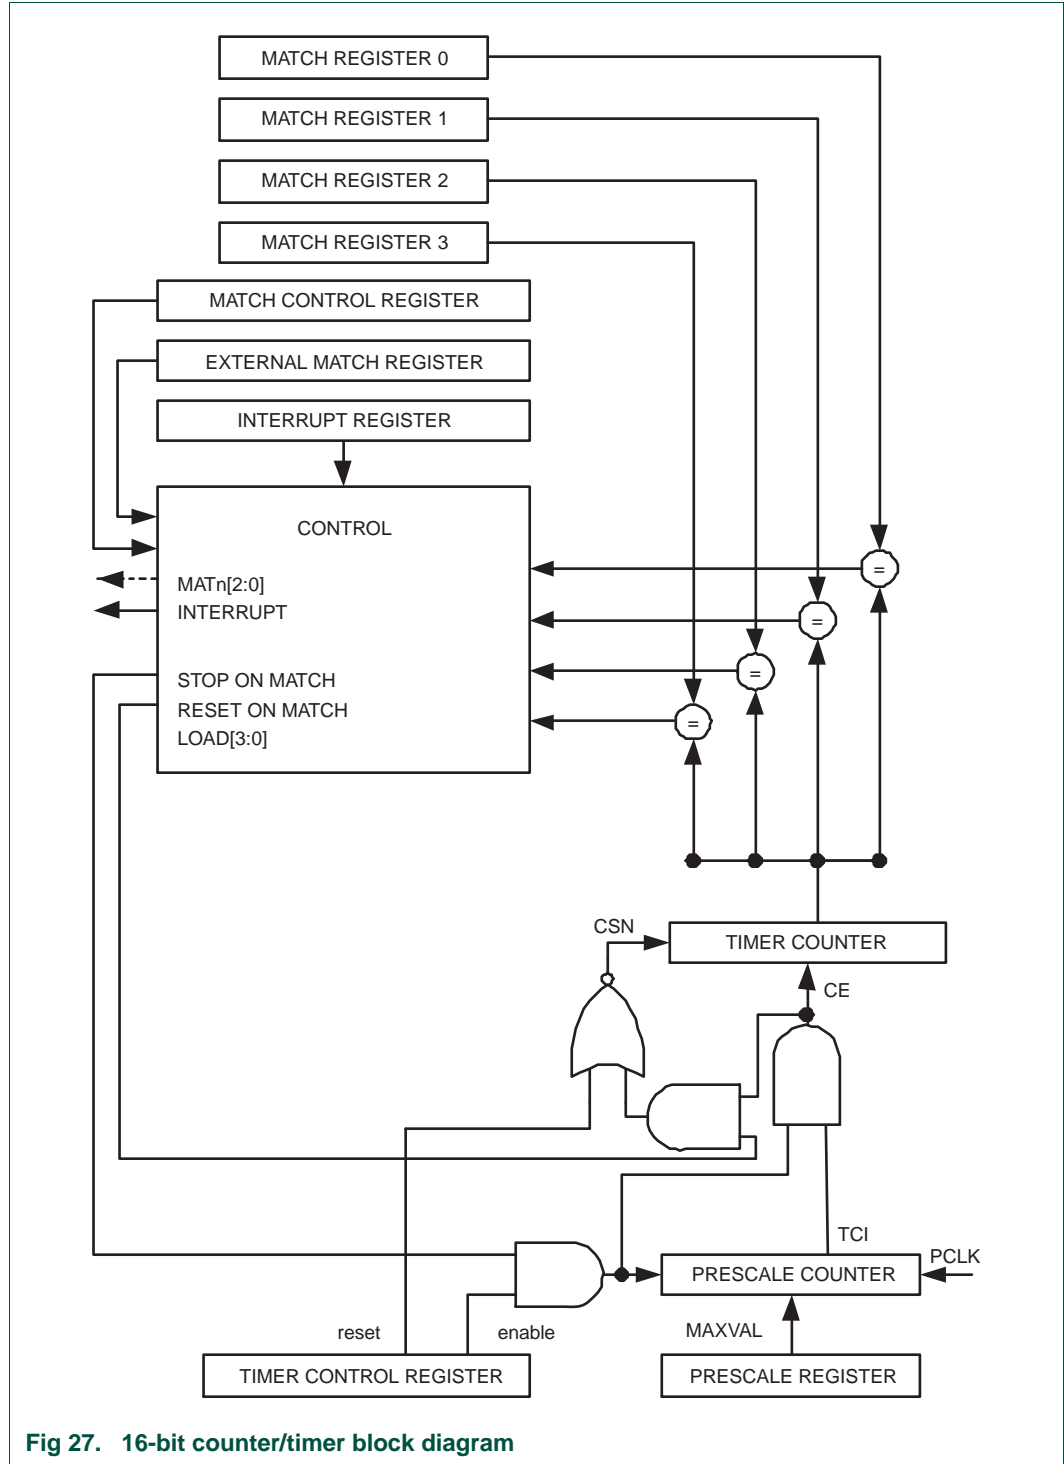 MATCH REGISTER 0
MATCH REGISTER 1
MATCH REGISTER 2
MATCH REGISTER 3
MATCH CONTROL REGISTER
EXTERNAL MATCH REGISTER
INTERRUPT REGISTER
CONTROL
=
MATn[2:0]
INTERRUPT
=
STOP ON MATCH
=
RESET ON MATCH
=
LOAD[3:0]
CSN
TIMER COUNTER
CE
TCI
PCLK
PRESCALE COUNTER
reset
enable
MAXVAL
TIMER CONTROL REGISTER
PRESCALE REGISTER
Fig 27. 16-bit counter/timer block diagram